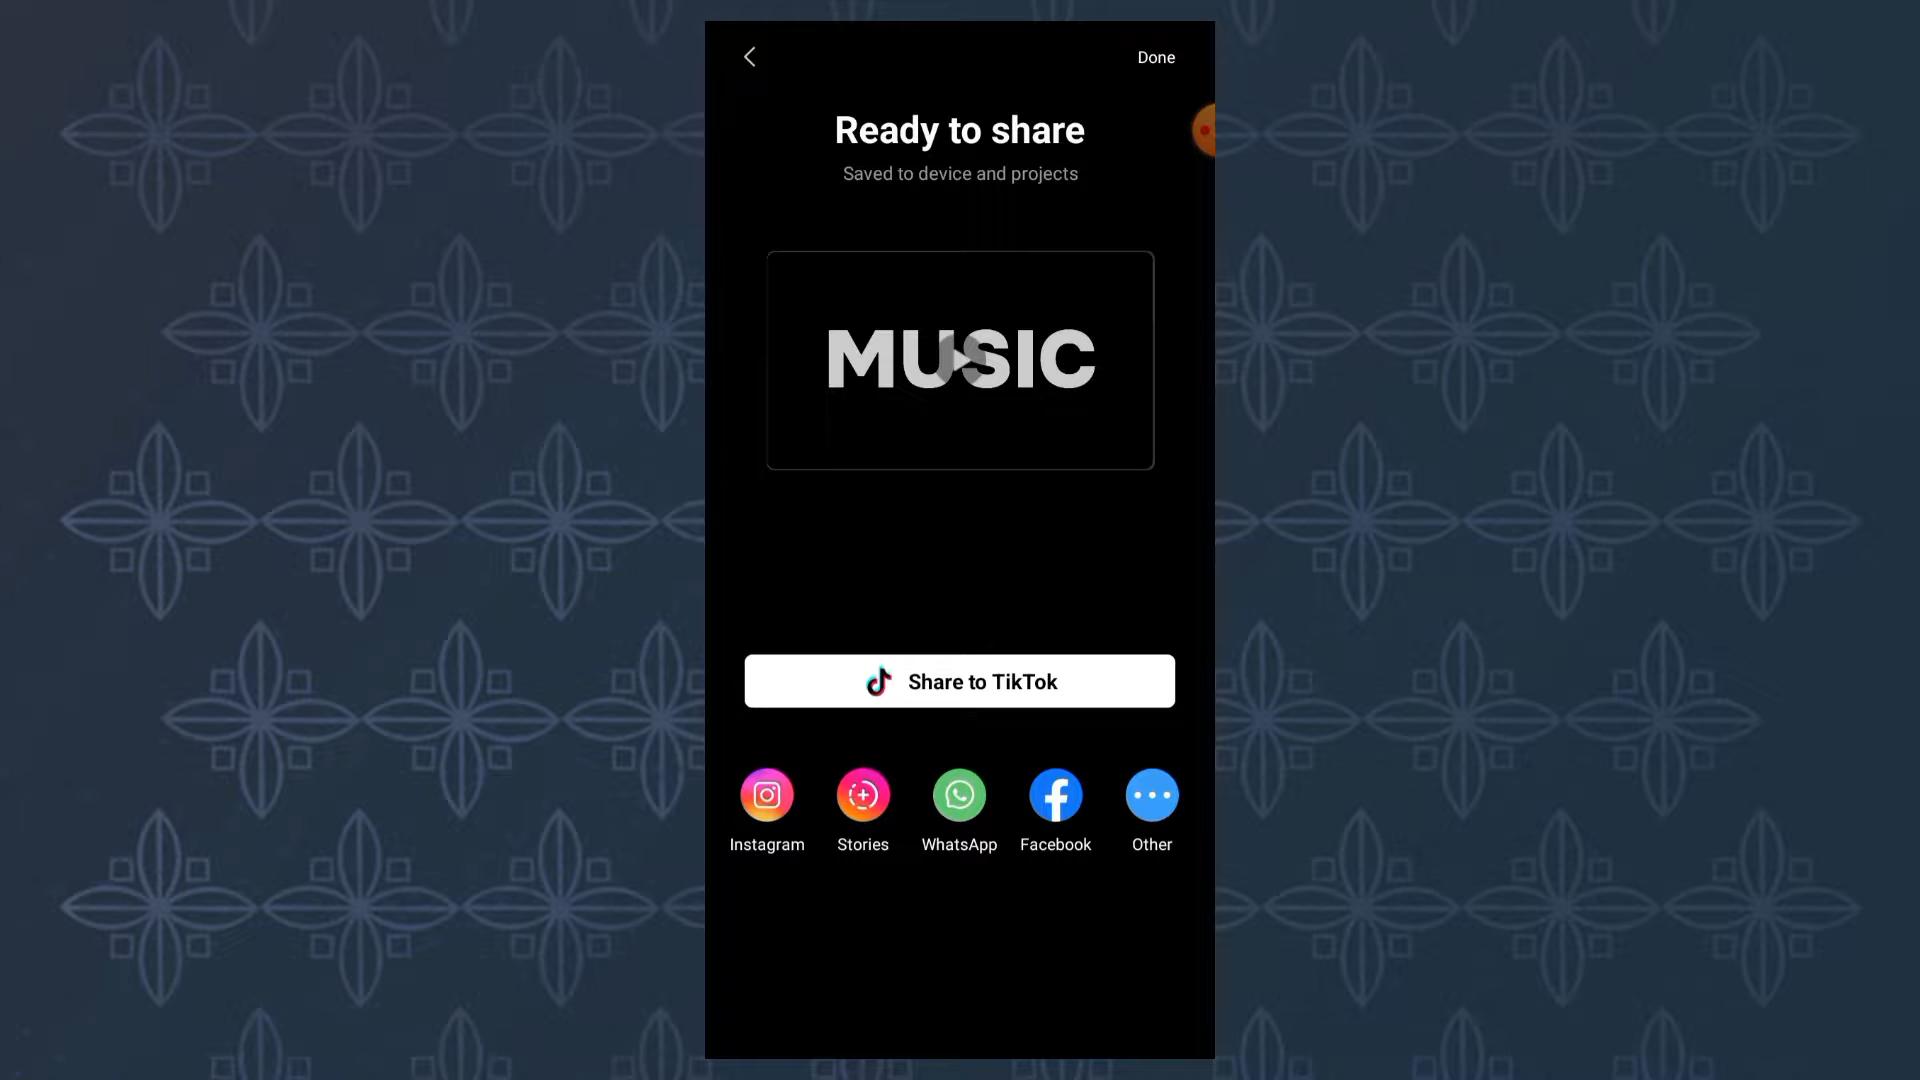 Done
Ready to share
Saved to device and projects
MUSIC
Share to TikTok
Instagram Stories WhatsApp Facebook Other